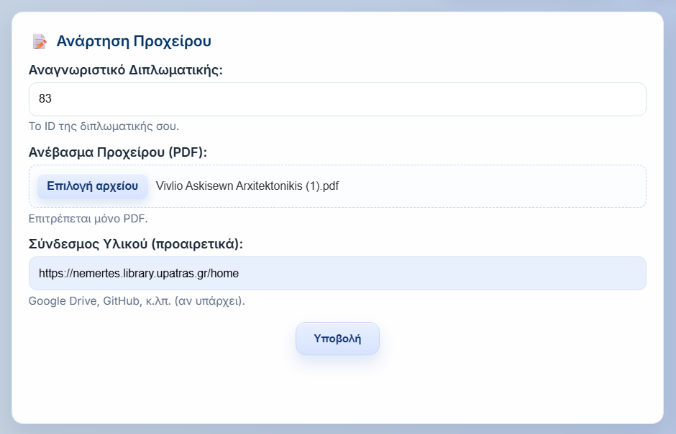 Ανάρτηση Προχείρου
Αναγνωριστικό Διπλωματικής:
83
Το ID της διπλωματικής σου.
Ανέβασμα Προχείρου (PDF):
Επιλογή αρχείου Vivlio Askisewn Arxitektonikis (1).pdf
Επιτρέπεται μόνο PDF.
Σύνδεσμος Υλικού (προαιρετικά):
https://nemertes.library.upatras.gr/home
Google Drive, GitHub, κ.λπ. (αν υπάρχει).
Υποβολή